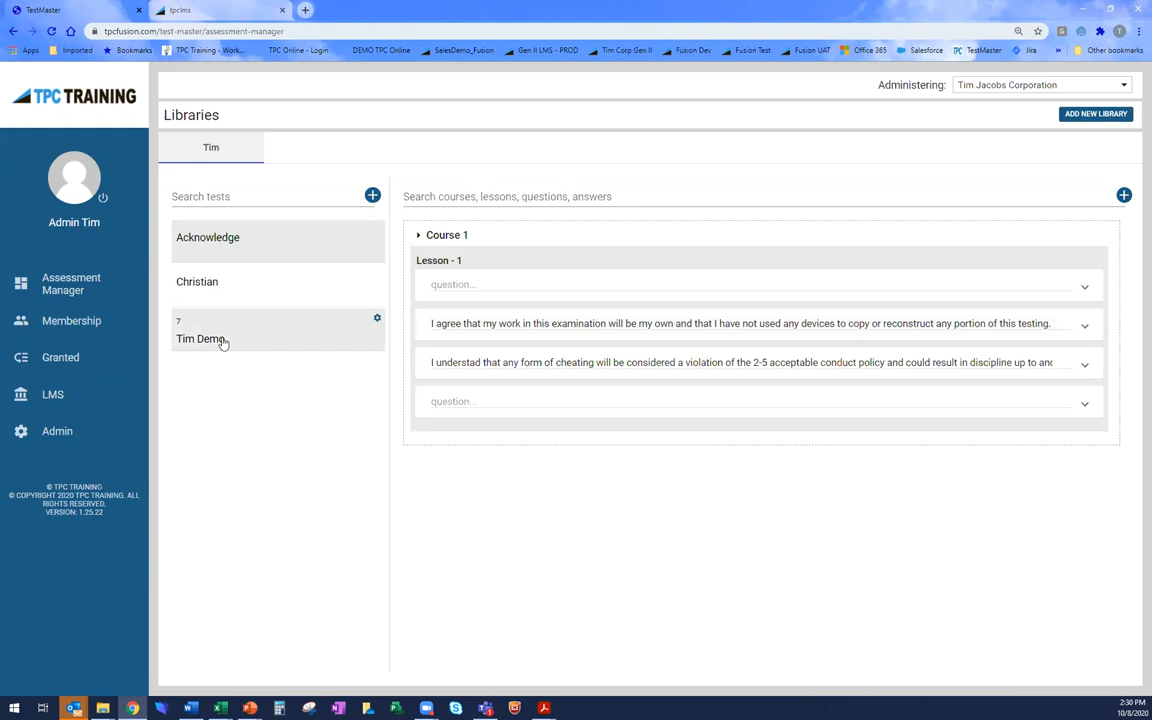 TestMaster
tpclms
tpcfusion.com/test-master/assessment-manager
Apps
Imported
Bookmarks
TPC Training - Work...
TPC Online - Login
DEMO TPC Online
SalesDemo_Fusion
Gen II LMS - PROD
Tim Corp Gen II
Fusion Dev
Fusion Test
Fusion UAT
Office 365
Salesforce
TestMaster
Jira
»
Other bookmarks
TPC TRAINING
Administering:
Tim Jacobs Corporation
Libraries
ADD NEW LIBRARY
Tim
Admin Tim
Assessment
Manager
Membership
Granted
LMS
Admin
© TPC TRAINING
© COPYRIGHT 2020 TPC TRAINING. ALL
RIGHTS RESERVED.
VERSION: 1.25.22
Search tests
Acknowledge
Christian
7
Tim Demo
Search courses, lessons, questions, answers
Course 1
Lesson - 1
question...
I agree that my work in this examination will be my own and that I have not used any devices to copy or reconstruct any portion of this testing.
I understad that any form of cheating will be considered a violation of the 2-5 acceptable conduct policy and could result in discipline up to and
question...
2:30 PM
10/8/2020